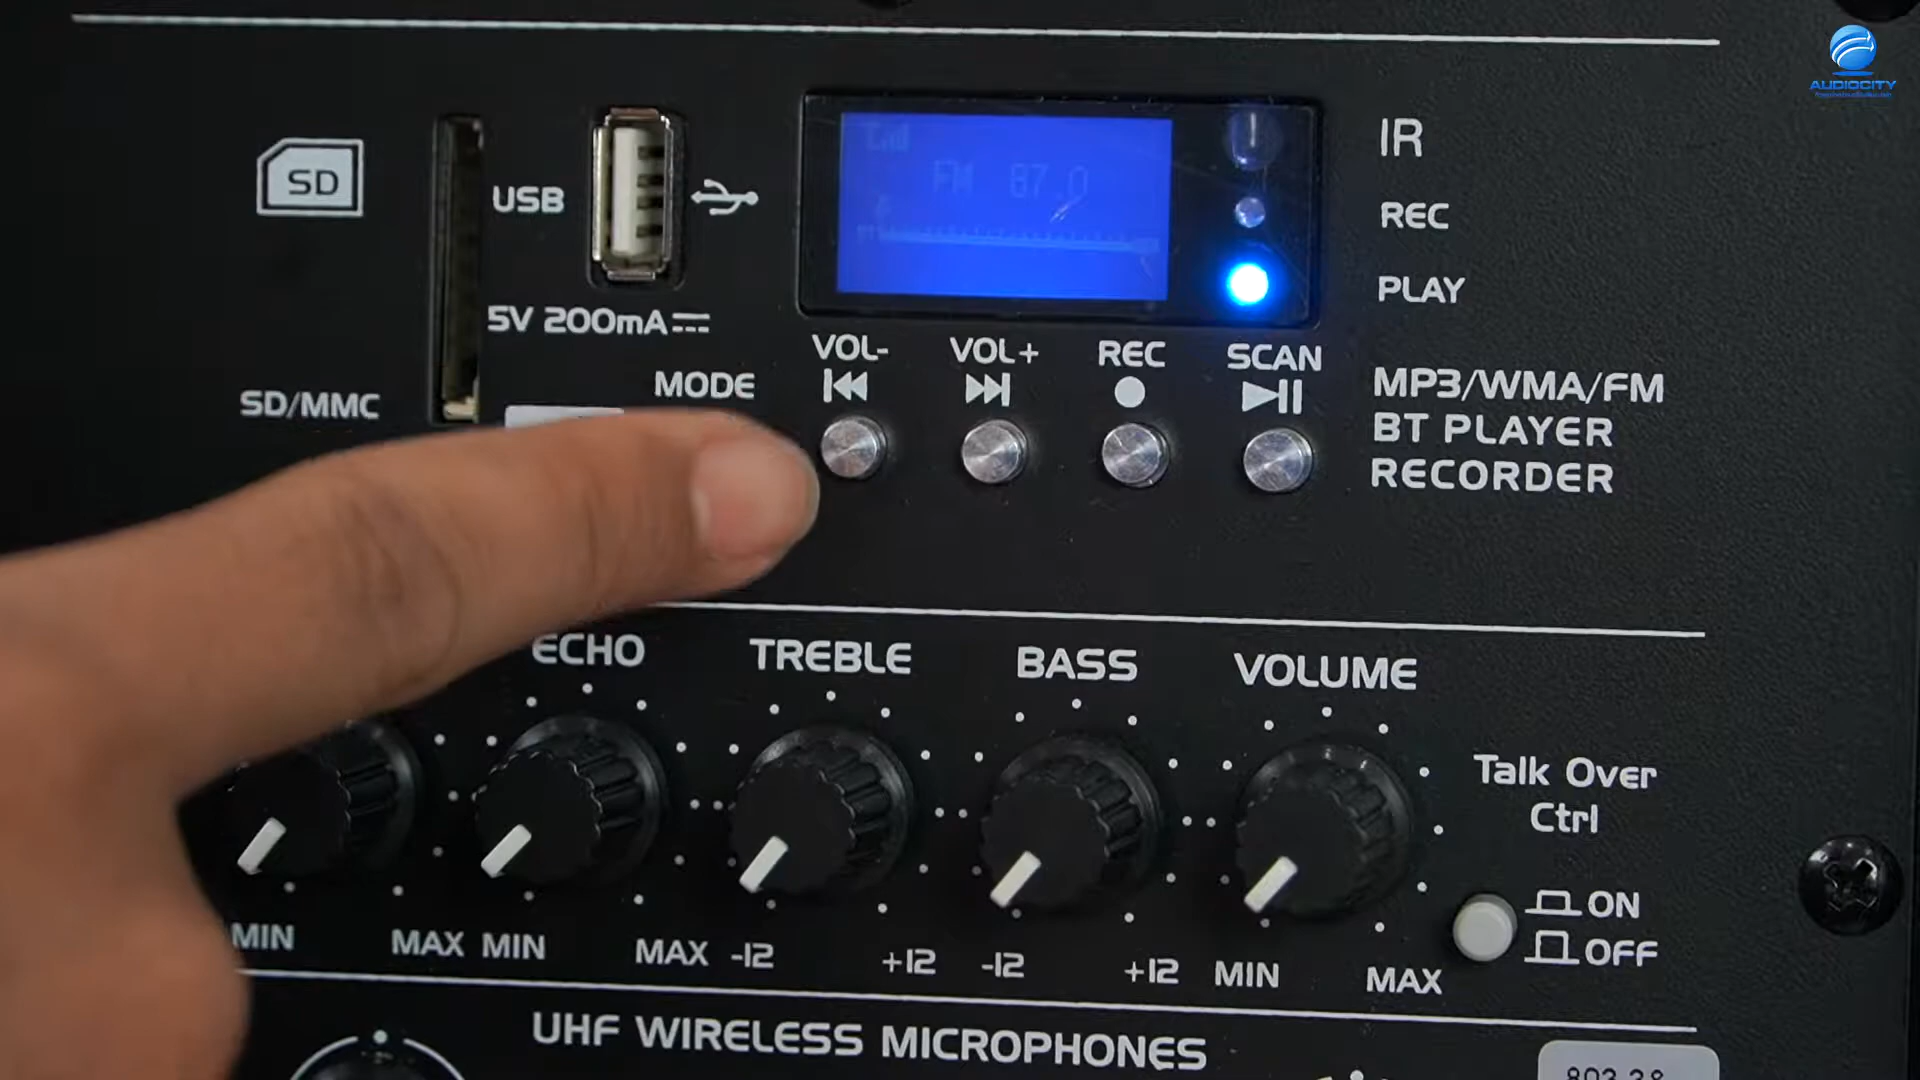 AUDIOCITY
SD
USB
FM 87.0
IR
REC
PLAY
5V 200mA
SD/MMC
MODE
VOL-
VOL+
REC
SCAN
MP3/WMA/FM
BT PLAYER
RECORDER
ECHO
TREBLE
BASS
VOLUME
Talk Over
Ctrl
ON
OFF
MIN
MAX
MIN
MAX
-12
+12
-12
+12
MIN
MAX
UHF WIRELESS MICROPHONES